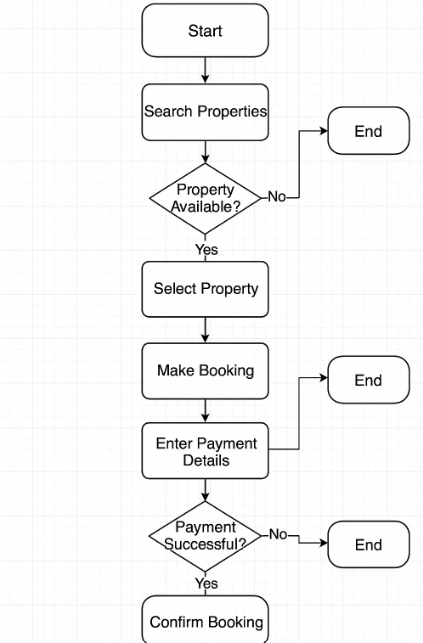 Start
Search Properties
End
Property
Available?
No
Yes
Select Property
Make Booking
End
Enter Payment
Details
Payment
Successful?
No
End
Yes
Confirm Booking